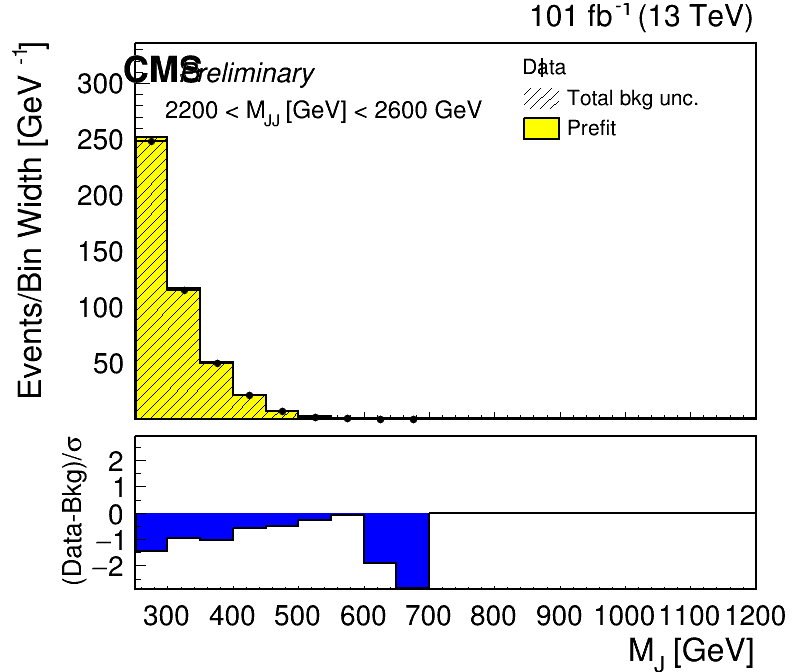 101 fb⁻¹ (13 TeV)
CMS Preliminary
2200 < M_JJ [GeV] < 2600 GeV
Data
Total bkg unc.
Prefit
Events/Bin Width [GeV⁻¹]
300
250
200
150
100
50
(Data-Bkg)/σ
2
1
0
−1
−2
300 400 500 600 700 800 900 1000 1100 1200
M_J [GeV]